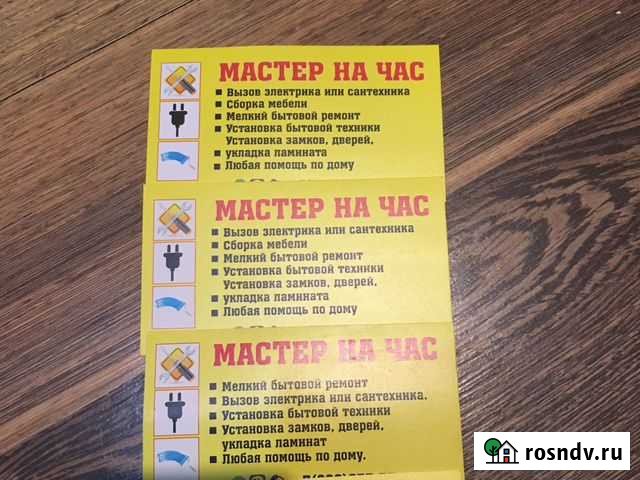 МАСТЕР НА ЧАС
Вызов электрика или сантехника
Сборка мебели
Мелкий бытовой ремонт
Установка бытовой техники
Установка замков, дверей,
укладка ламината
Любая помощь по дому
МАСТЕР НА ЧАС
Вызов электрика или сантехника
Сборка мебели
Мелкий бытовой ремонт
Установка бытовой техники
Установка замков, дверей,
укладка ламината
Любая помощь по дому
МАСТЕР НА ЧАС
Мелкий бытовой ремонт
Вызов электрика или сантехника.
Установка бытовой техники
Установка замков, дверей,
укладка ламинат
Любая помощь по дому.
rosndv.ru